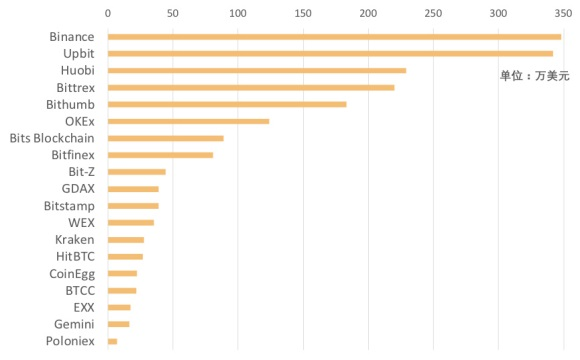 0 50 100 150 200 250 300 350
Binance
Upbit
Huobi
单位：万美元
Bittrex
Bithumb
OKEx
Bits Blockchain
Bitfinex
Bit-Z
GDAX
Bitstamp
WEX
Kraken
HitBTC
CoinEgg
BTCC
EXX
Gemini
Poloniex